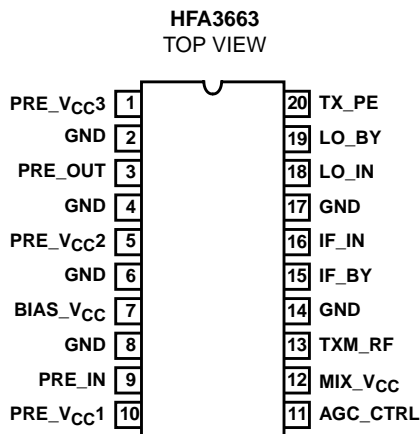 HFA3663
TOP VIEW
PRE_VCC3 1 20 TX_PE
GND 2 19 LO_BY
PRE_OUT 3 18 LO_IN
GND 4 17 GND
PRE_VCC2 5 16 IF_IN
GND 6 15 IF_BY
BIAS_VCC 7 14 GND
GND 8 13 TXM_RF
PRE_IN 9 12 MIX_VCC
PRE_VCC1 10 11 AGC_CTRL